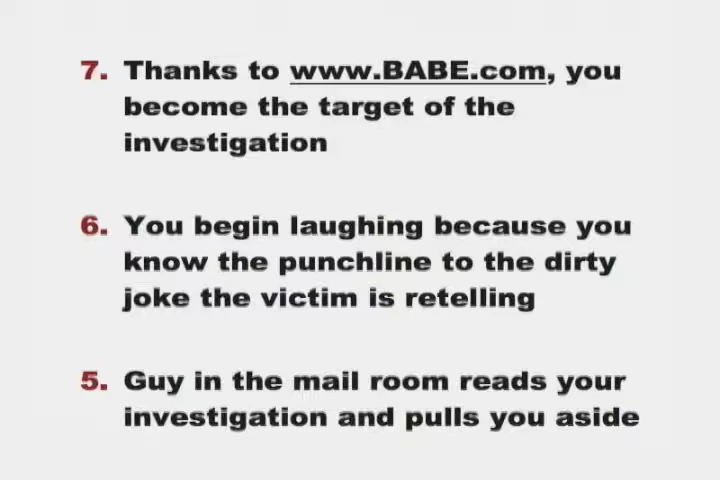 7. Thanks to www.BABE.com, you
become the target of the
investigation
6. You begin laughing because you
know the punchline to the dirty
joke the victim is retelling
5. Guy in the mail room reads your
investigation and pulls you aside